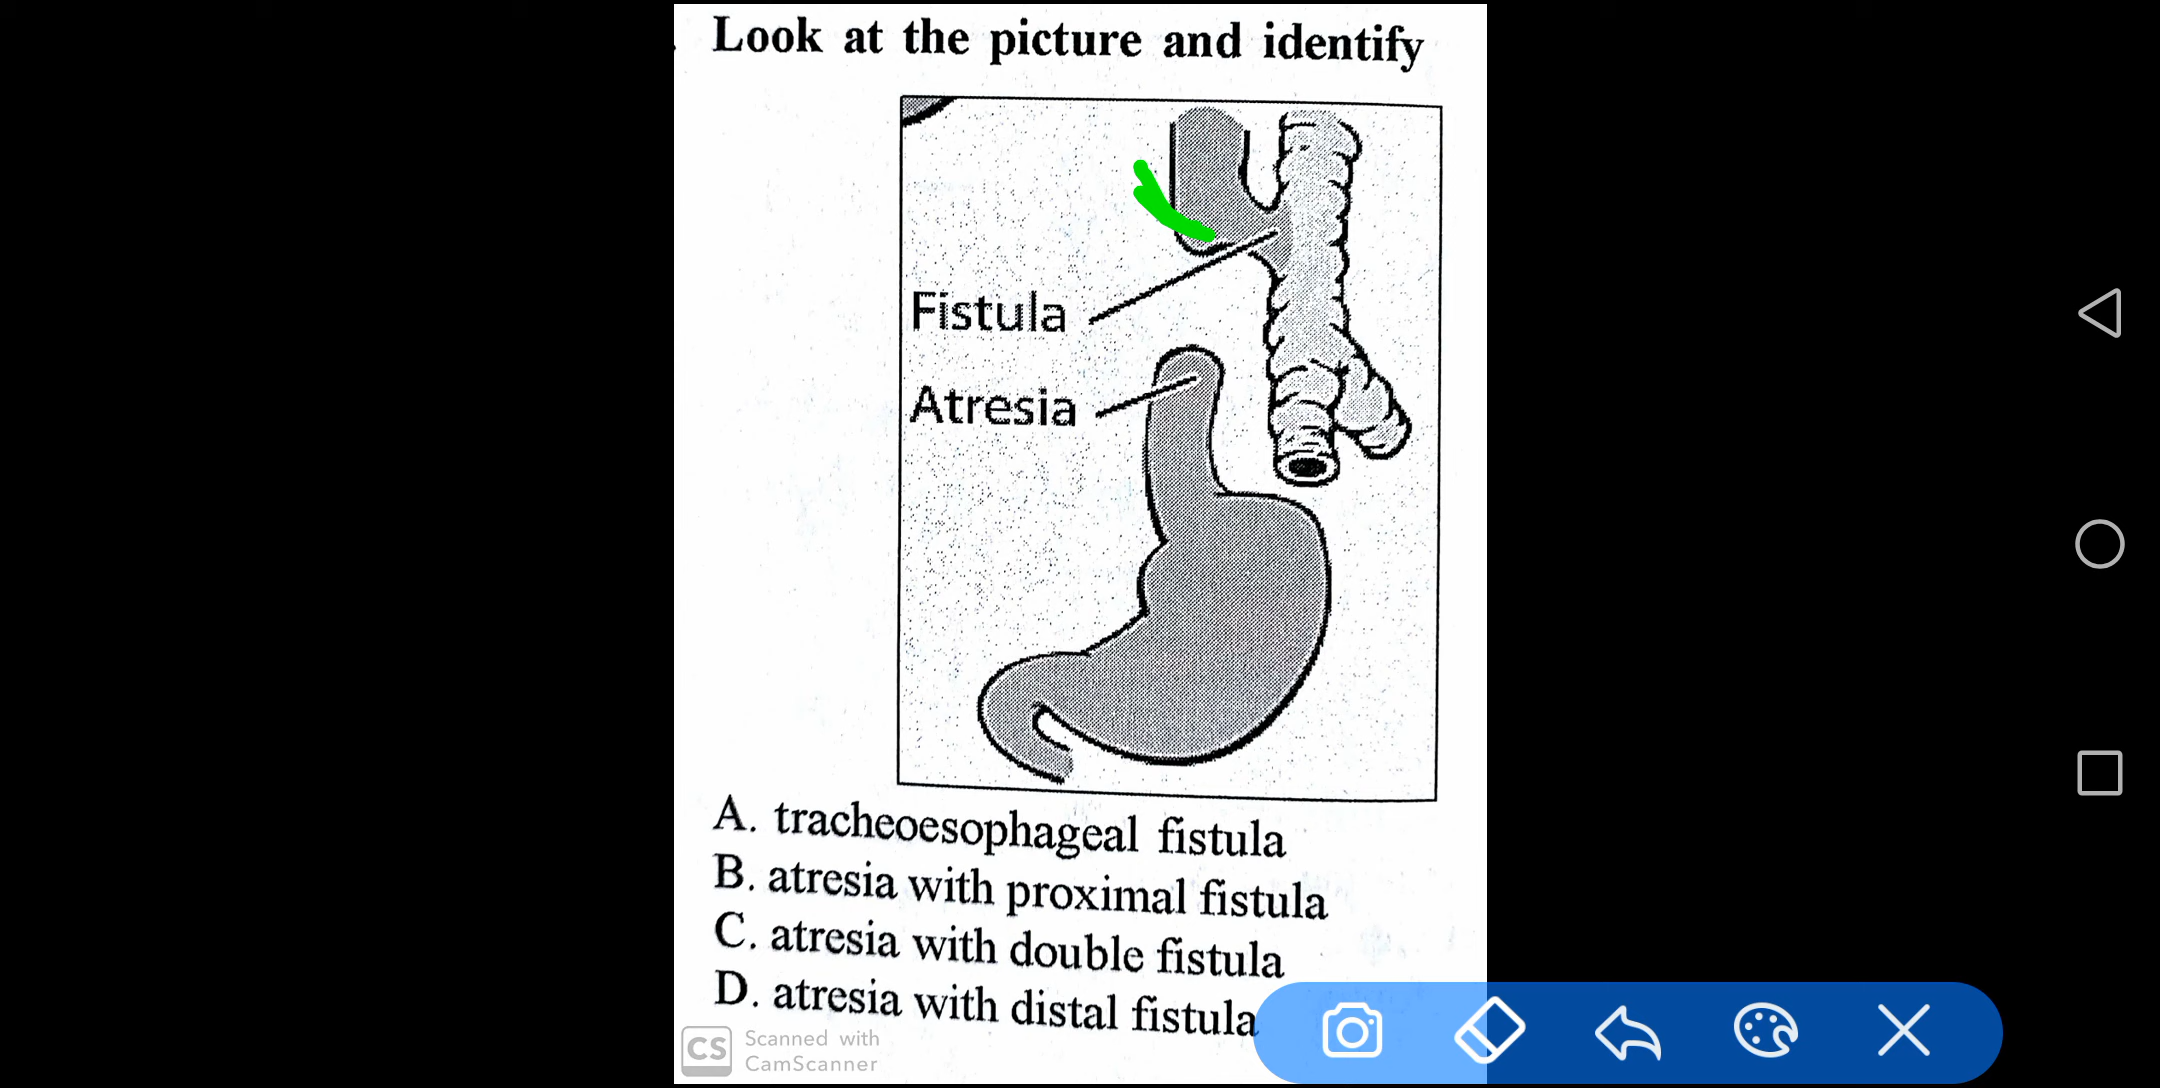 Look at the picture and identify
Fistula
Atresia
A. tracheoesophageal fistula
B. atresia with proximal fistula
C. atresia with double fistula
D. atresia with distal fistula
CS Scanned with
CamScanner